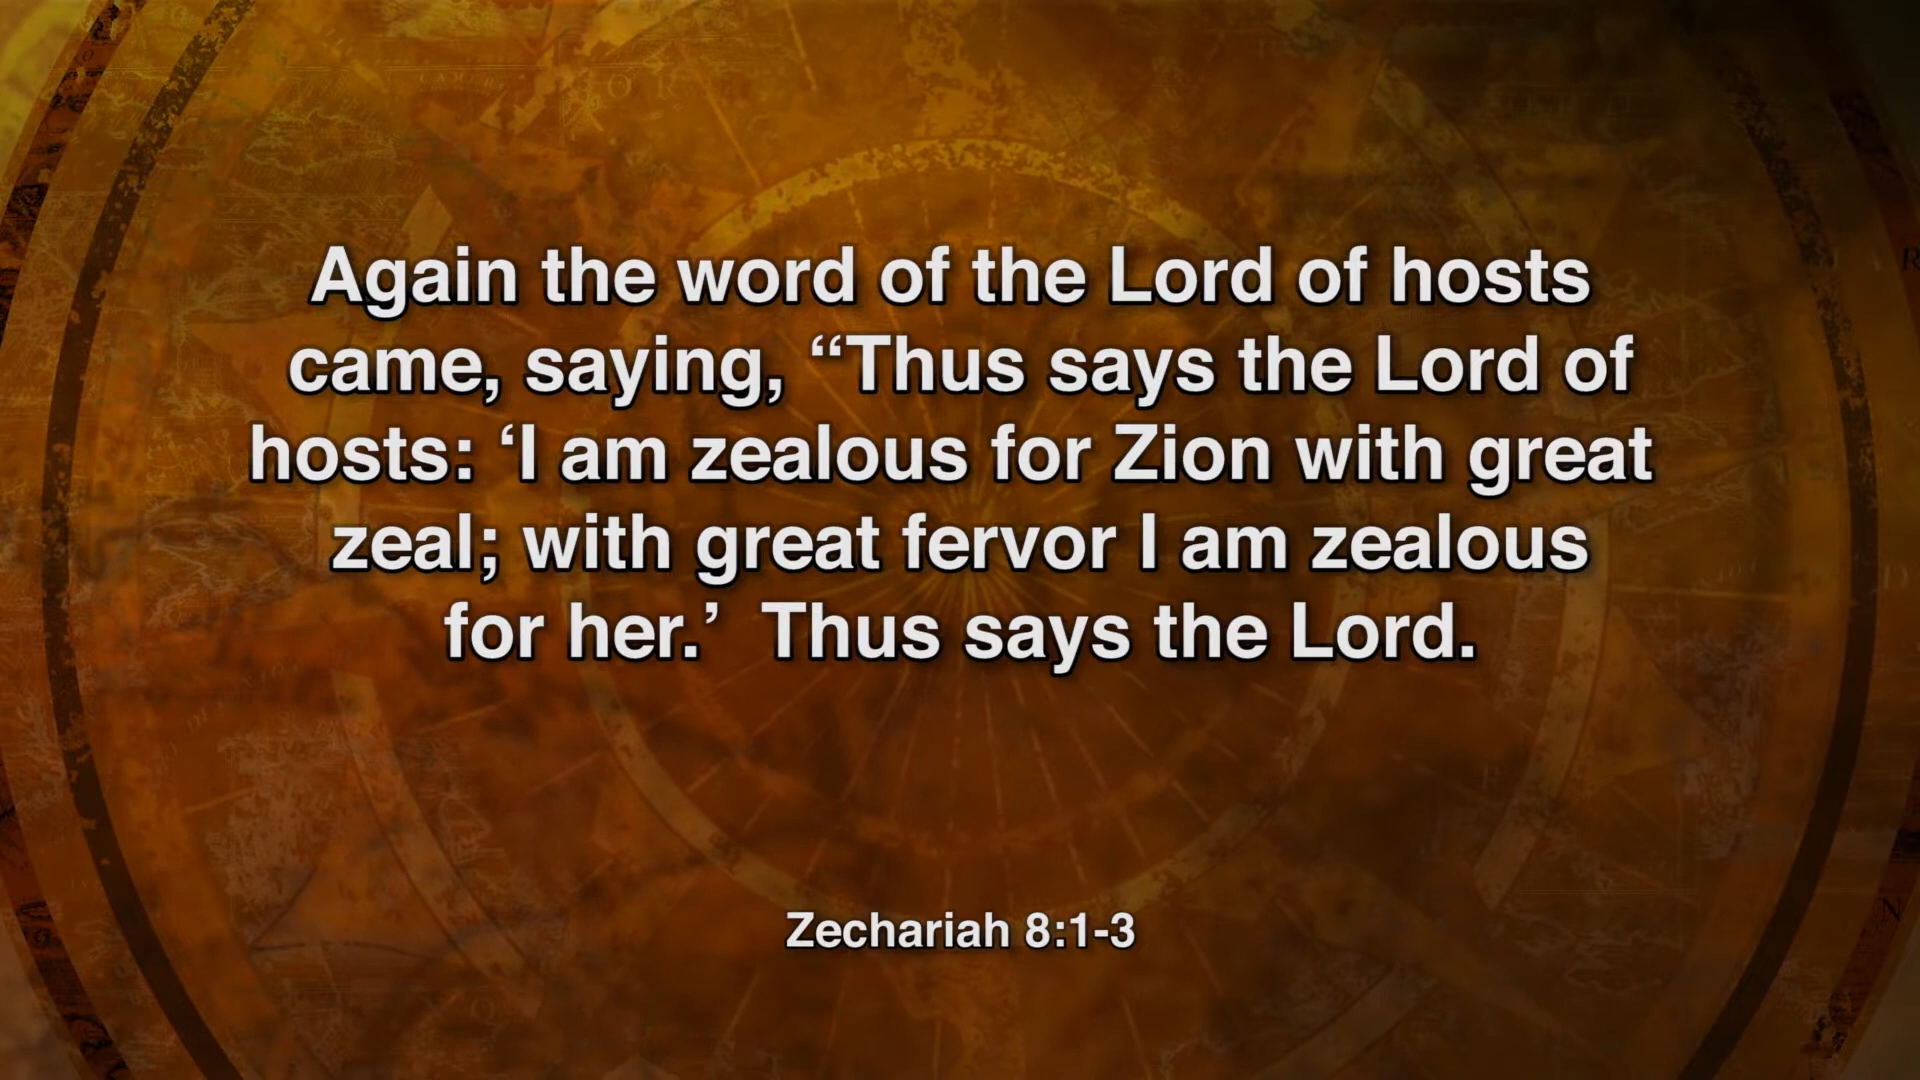 Again the word of the Lord of hosts
came, saying, “Thus says the Lord of
hosts: ‘I am zealous for Zion with great
zeal; with great fervor I am zealous
for her.’ Thus says the Lord.
Zechariah 8:1-3